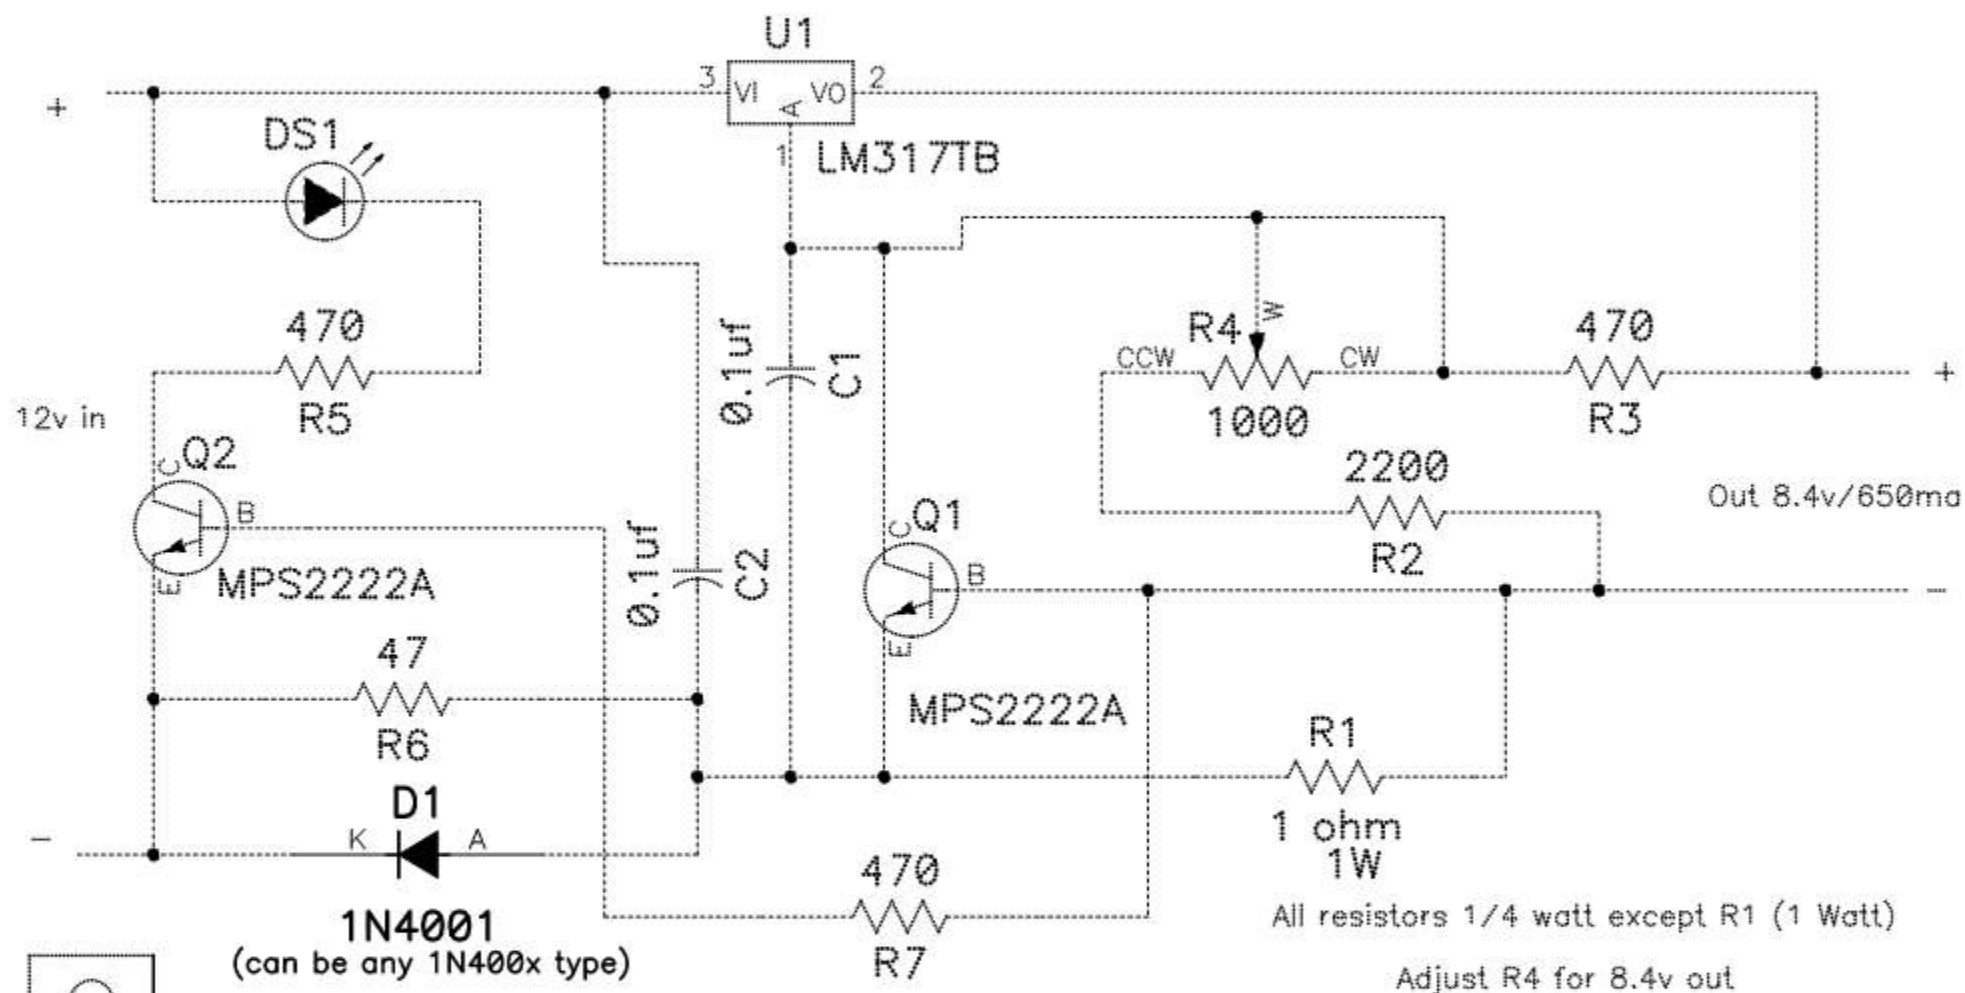 U1
+
3
VI
A
VO
2
1
LM317TB
DS1
470
R5
12v in
C
Q2
B
E
MPS2222A
0.1uf
C1
0.1uf
C2
R4
W
CCW
CW
1000
470
R3
+
2200
R2
Out 8.4v/650ma
C
Q1
B
E
MPS2222A
-
47
R6
R1
1 ohm
1W
-
D1
K
A
1N4001
(can be any 1N400x type)
470
R7
All resistors 1/4 watt except R1 (1 Watt)
Adjust R4 for 8.4v out